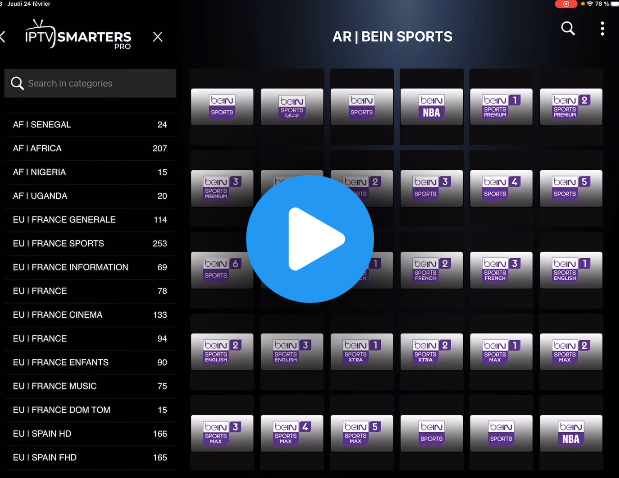 Jeudi 24 février
78 %
IPTV SMARTERS
PRO
AR | BEIN SPORTS
Search in categories
AF | SENEGAL 24
AF | AFRICA 207
AF | NIGERIA 15
AF | UGANDA 20
EU | FRANCE GENERALE 114
EU | FRANCE SPORTS 253
EU | FRANCE INFORMATION 69
EU | FRANCE 78
EU | FRANCE CINEMA 133
EU | FRANCE 94
EU | FRANCE ENFANTS 90
EU | FRANCE MUSIC 75
EU | FRANCE DOM TOM 15
EU | SPAIN HD 166
EU | SPAIN FHD 165
beIN SPORTS
beIN SPORTS
beIN SPORTS
beIN NBA
beIN SPORTS 1 PREMIUM
beIN SPORTS 2 PREMIUM
beIN SPORTS 3 PREMIUM
beIN 2 SPORTS
beIN SPORTS 3
beIN SPORTS 4
beIN SPORTS 5
beIN SPORTS 6
1
beIN SPORTS 2 FRENCH
beIN SPORTS 3 FRENCH
beIN SPORTS 1 ENGLISH
beIN SPORTS 2 ENGLISH
beIN SPORTS 3 ENGLISH
beIN SPORTS 1 XTRA
beIN SPORTS 2 XTRA
beIN SPORTS 1 MAX
beIN SPORTS 2 MAX
beIN SPORTS 3 MAX
beIN SPORTS 4 MAX
beIN SPORTS 5 MAX
beIN SPORTS
beIN SPORTS
beIN NBA